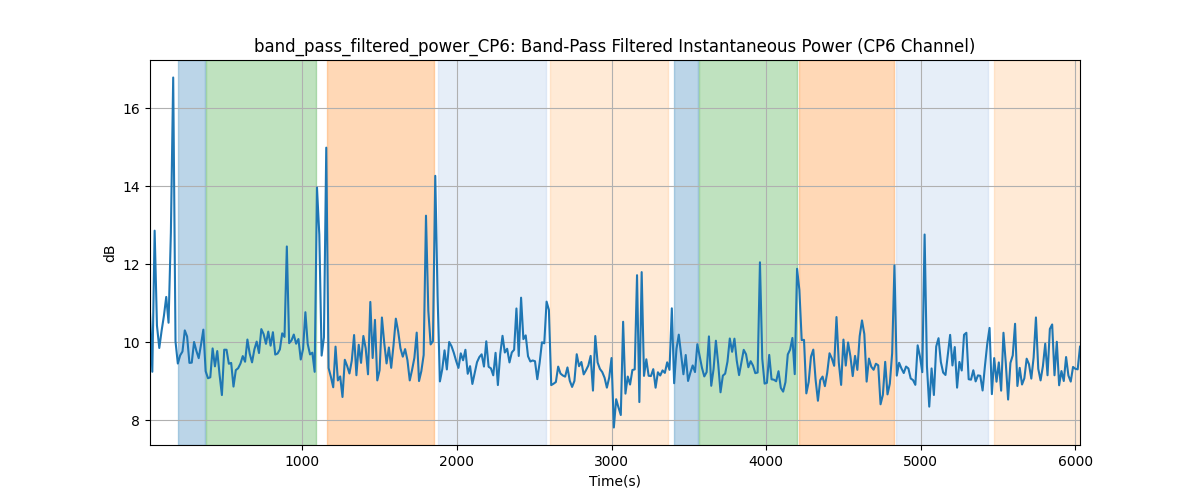 band_pass_filtered_power_CP6: Band-Pass Filtered Instantaneous Power (CP6 Channel)
16
14
12
10
8
dB
1000 2000 3000 4000 5000 6000
Time(s)